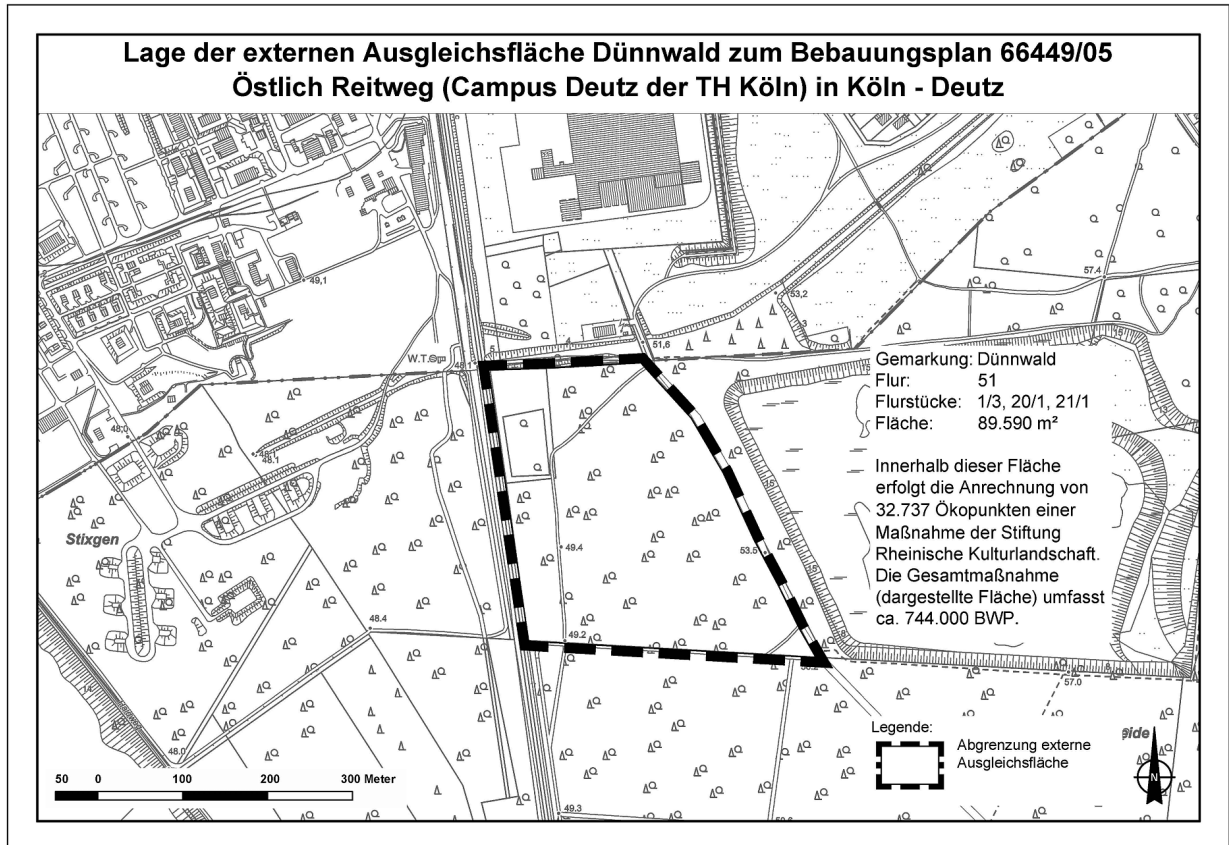 Lage der externen Ausgleichsfläche Dünnwald zum Bebauungsplan 66449/05
Östlich Reitweg (Campus Deutz der TH Köln) in Köln - Deutz
49,1
W.T.
48.1
51,6
53,2
57.4
48,0
48.1
Stixgen
48.4
48.0
14
49.4
49.2
53.5
49.3
57.0
Gemarkung: Dünnwald
Flur: 51
Flurstücke: 1/3, 20/1, 21/1
Fläche: 89.590 m²
Innerhalb dieser Fläche
erfolgt die Anrechnung von
32.737 Ökopunkten einer
Maßnahme der Stiftung
Rheinische Kulturlandschaft.
Die Gesamtmaßnahme
(dargestellte Fläche) umfasst
ca. 744.000 BWP.
Legende:
Abgrenzung externe
Ausgleichsfläche
eide
N
50 0 100 200 300 Meter